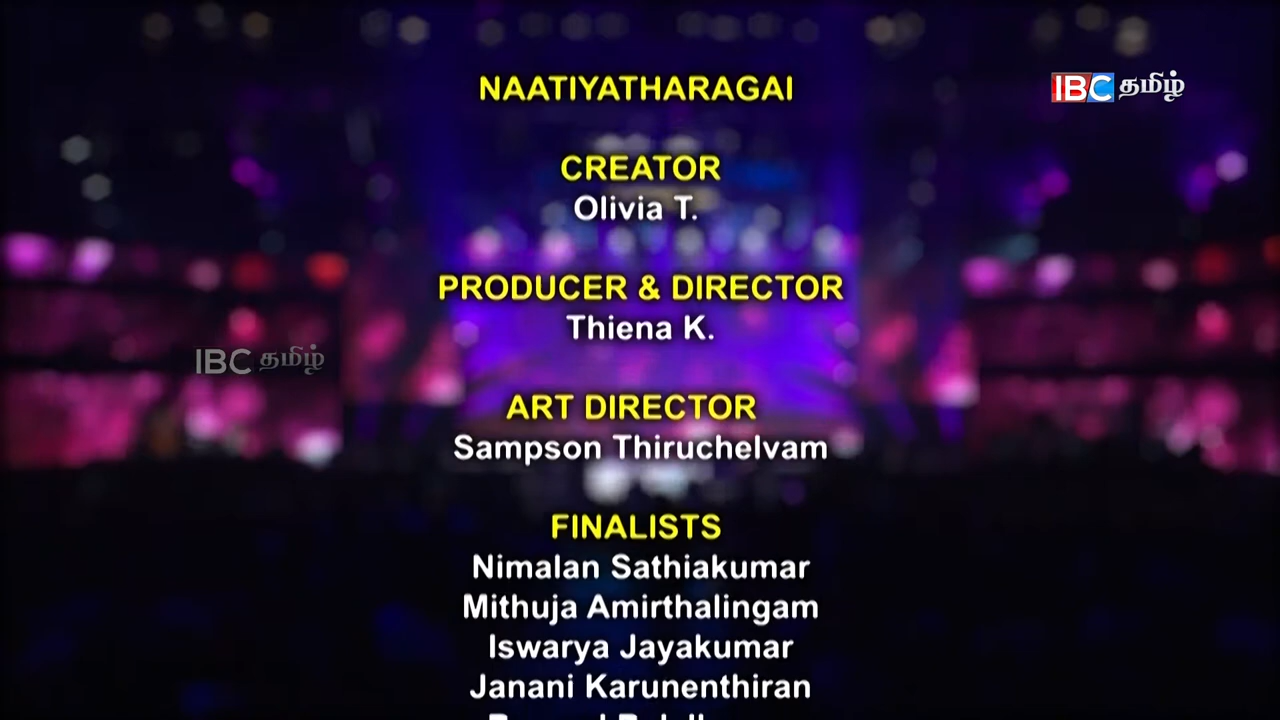 NAATIYATHARAGAI
IBC தமிழ்
CREATOR
Olivia T.
PRODUCER & DIRECTOR
Thiena K.
IBC தமிழ்
ART DIRECTOR
Sampson Thiruchelvam
FINALISTS
Nimalan Sathiakumar
Mithuja Amirthalingam
Iswarya Jayakumar
Janani Karunenthiran